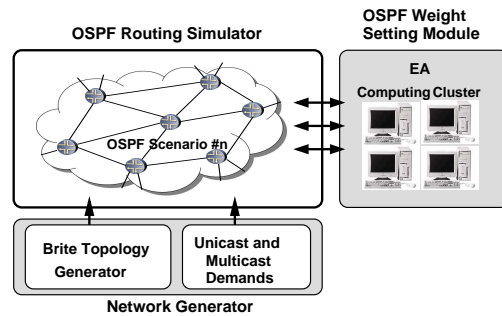 OSPF Routing Simulator
OSPF Weight
Setting Module
EA
Computing Cluster
OSPF Scenario #n
Brite Topology
Generator
Unicast and
Multicast
Demands
Network Generator